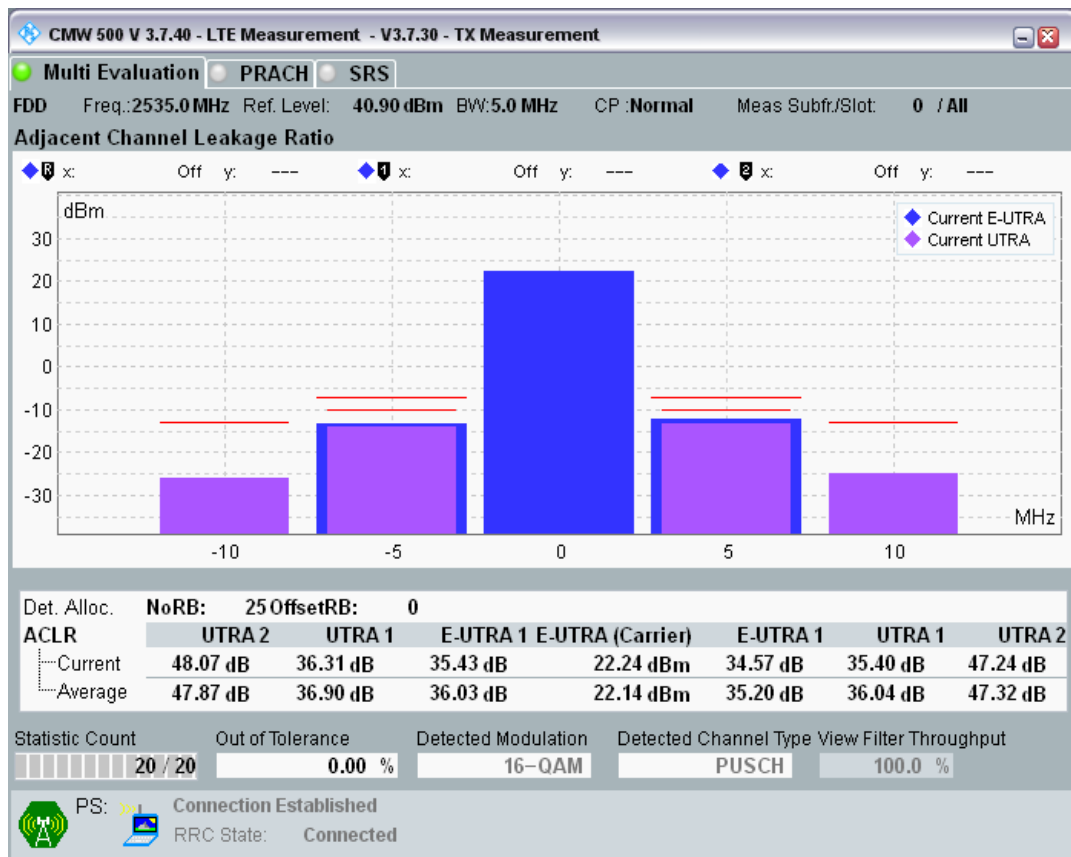 CMW 500 V 3.7.40 - LTE Measurement - V3.7.30 - TX Measurement
Multi Evaluation PRACH SRS
FDD Freq.:2535.0 MHz Ref. Level: 40.90 dBm BW:5.0 MHz CP :Normal Meas Subfr./Slot: 0 / All
Adjacent Channel Leakage Ratio
R x: Off y: --- 1 x: Off y: --- 2 x: Off y: ---
dBm
Current E-UTRA
Current UTRA
30
20
10
0
-10
-20
-30
MHz
-10 -5 0 5 10
Det. Alloc. NoRB: 25 OffsetRB: 0
ACLR UTRA 2 UTRA 1 E-UTRA 1 E-UTRA (Carrier) E-UTRA 1 UTRA 1 UTRA 2
Current 48.07 dB 36.31 dB 35.43 dB 22.24 dBm 34.57 dB 35.40 dB 47.24 dB
Average 47.87 dB 36.90 dB 36.03 dB 22.14 dBm 35.20 dB 36.04 dB 47.32 dB
Statistic Count Out of Tolerance Detected Modulation Detected Channel Type View Filter Throughput
20 / 20 0.00 % 16-QAM PUSCH 100.0 %
PS: Connection Established
RRC State: Connected